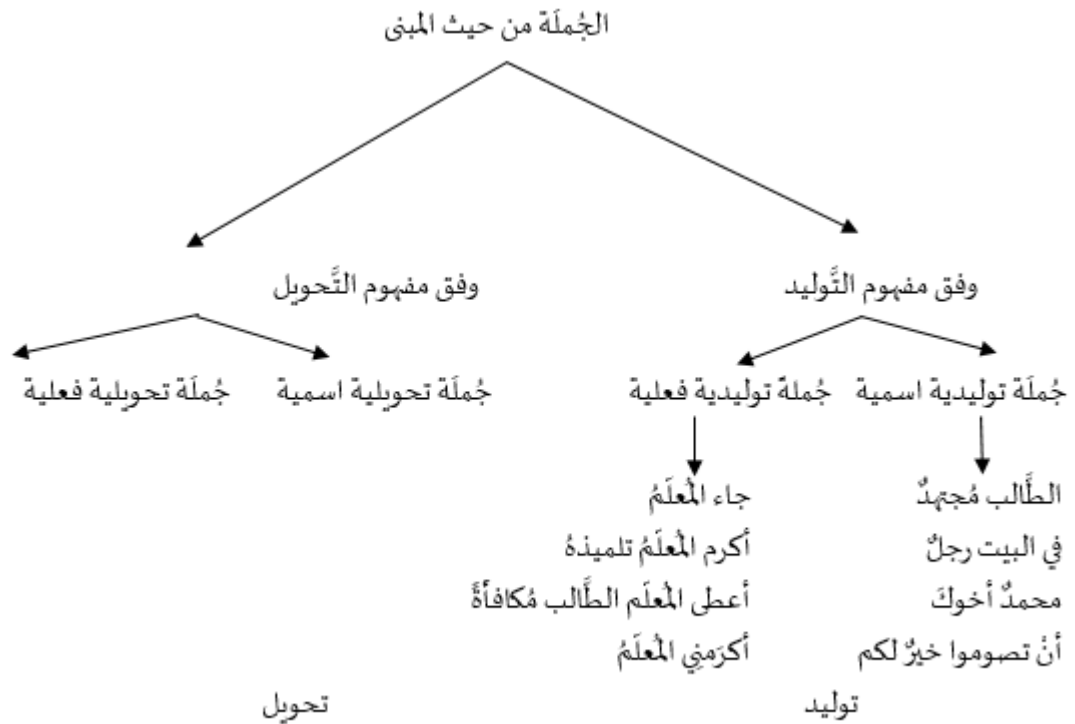 الجُملَة من حيث المبنى
وفق مفهوم التَّوليد
وفق مفهوم التَّحويل
جُملَة توليدية اسمية
جُملة توليدية فعلية
جُملَة تحويلية اسمية
جُملَة تحويلية فعلية
الطَّالب مُجتهدٌ
في البيت رجلٌ
محمدٌ أخوكَ
أنْ تصوموا خيرٌ لكم
جاء المُعلَمُ
أكرم المُعلَمُ تلميذهُ
أعطى المُعلَم الطَّالب مُكافأةً
أكرَمنِي المُعلَمُ
توليد
تحويل